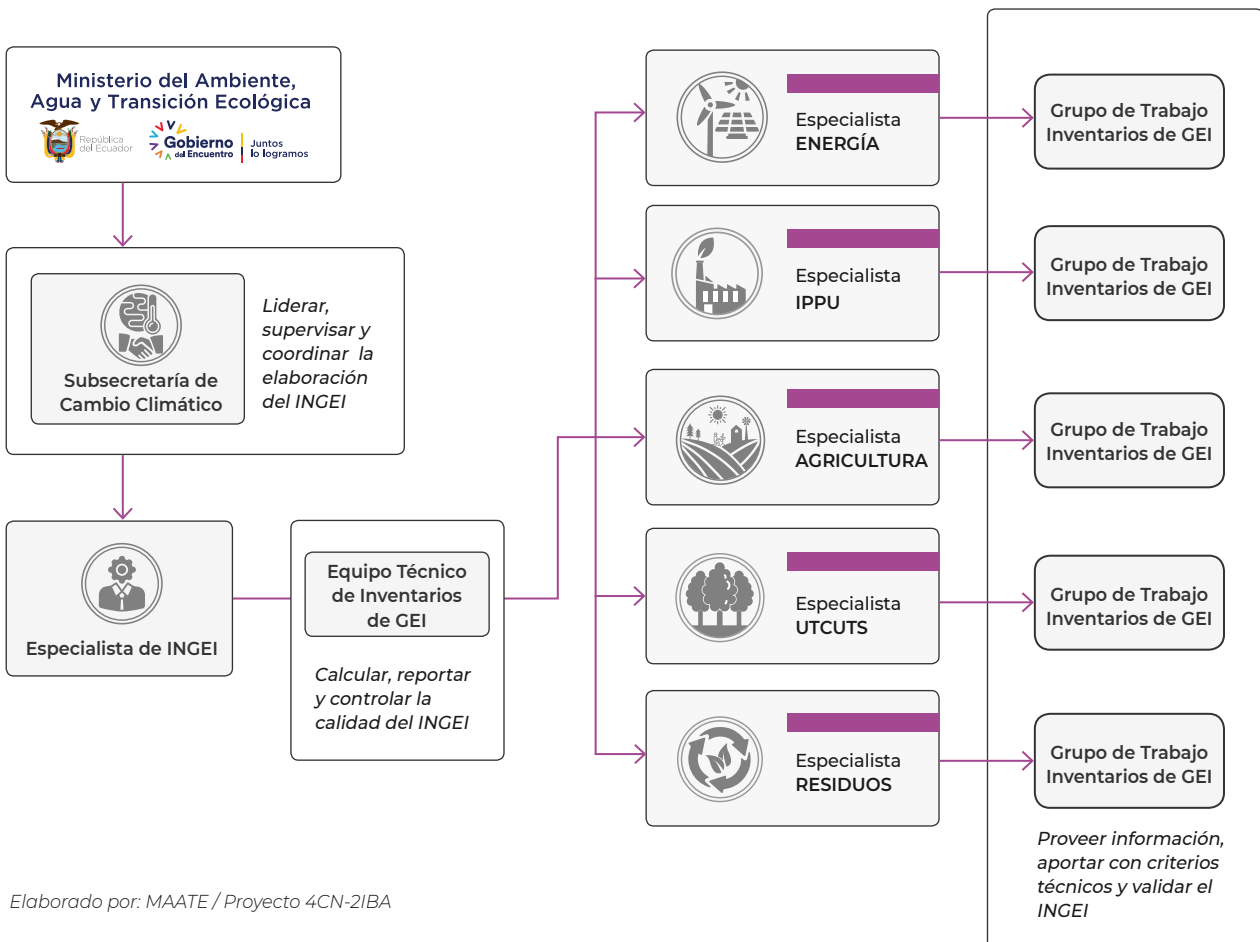 Ministerio del Ambiente,
Agua y Transición Ecológica
República
del Ecuador
Gobierno
del Encuentro
Juntos
lo logramos
Subsecretaría de
Cambio Climático
Liderar,
supervisar y
coordinar la
elaboración
del INGEI
Especialista de INGEI
Equipo Técnico
de Inventarios
de GEI
Calcular, reportar
y controlar la
calidad del INGEI
Especialista
ENERGÍA
Grupo de Trabajo
Inventarios de GEI
Especialista
IPPU
Grupo de Trabajo
Inventarios de GEI
Especialista
AGRICULTURA
Grupo de Trabajo
Inventarios de GEI
Especialista
UTCUTS
Grupo de Trabajo
Inventarios de GEI
Especialista
RESIDUOS
Grupo de Trabajo
Inventarios de GEI
Proveer información,
aportar con criterios
técnicos y validar el
INGEI
Elaborado por: MAATE / Proyecto 4CN-2IBA